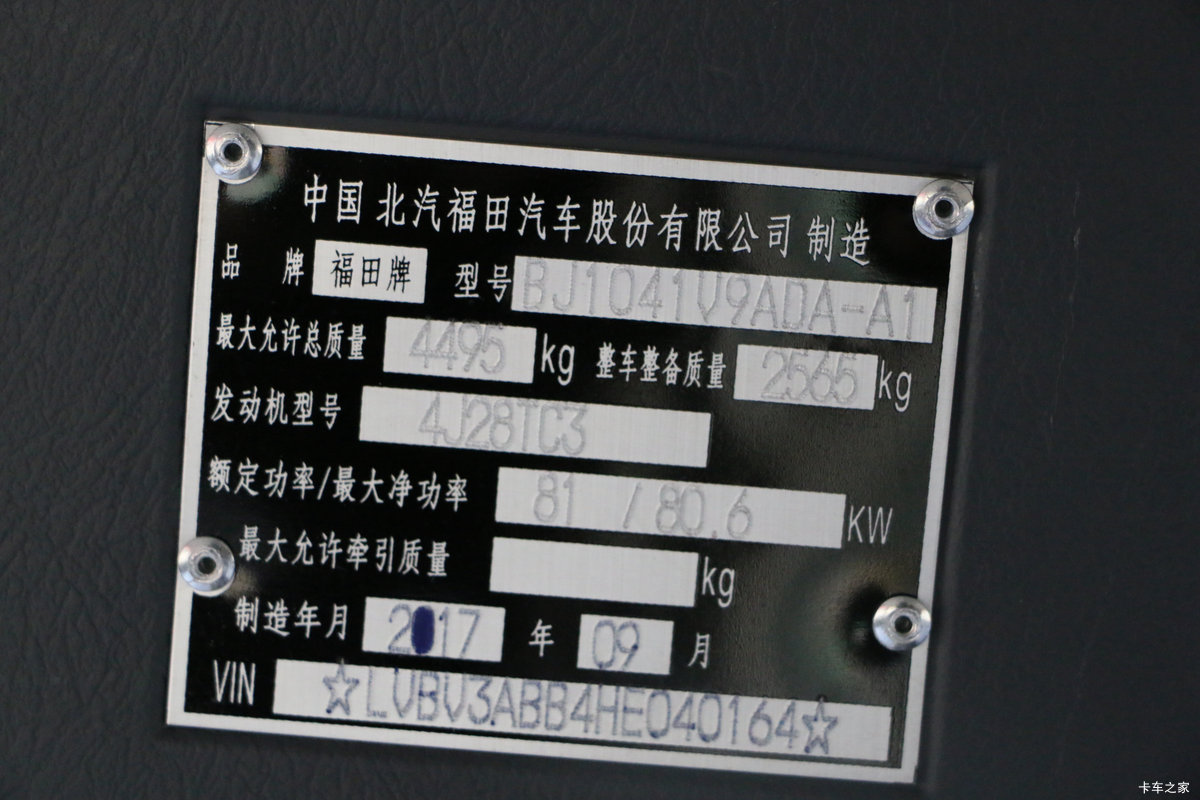 中国 北汽福田汽车股份有限公司 制造
品 牌 福田牌 型号 BJ1041V9ADA-A1
最大允许总质量 4495 kg 整车整备质量 2565 kg
发动机型号 4J28TC3
额定功率/最大净功率 81 /80.6 KW
最大允许牵引质量 kg
制造年月 2017 年 09 月
VIN ☆LVBV3ABB4HE040164☆
卡车之家